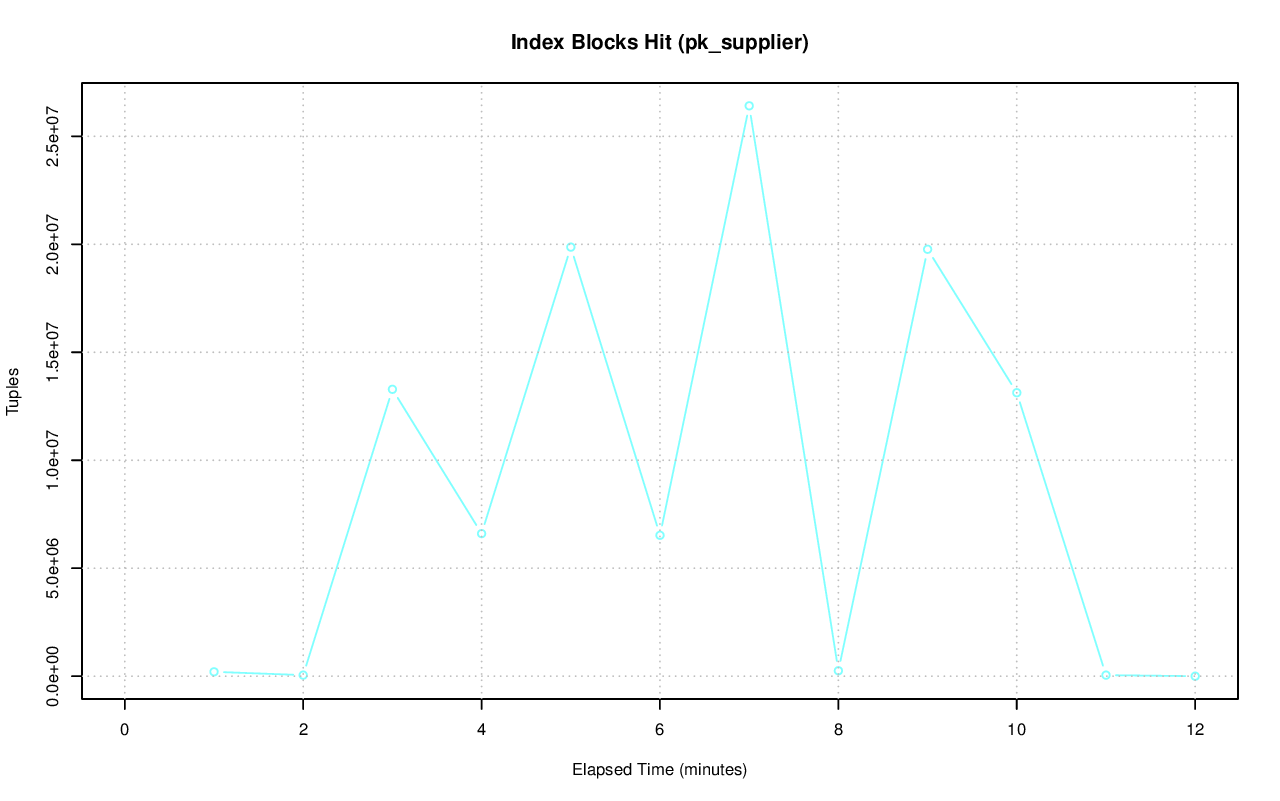 Index Blocks Hit (pk_supplier)
Tuples
2.5e+07
2.0e+07
1.5e+07
1.0e+07
5.0e+06
0.0e+00
0 2 4 6 8 10 12
Elapsed Time (minutes)